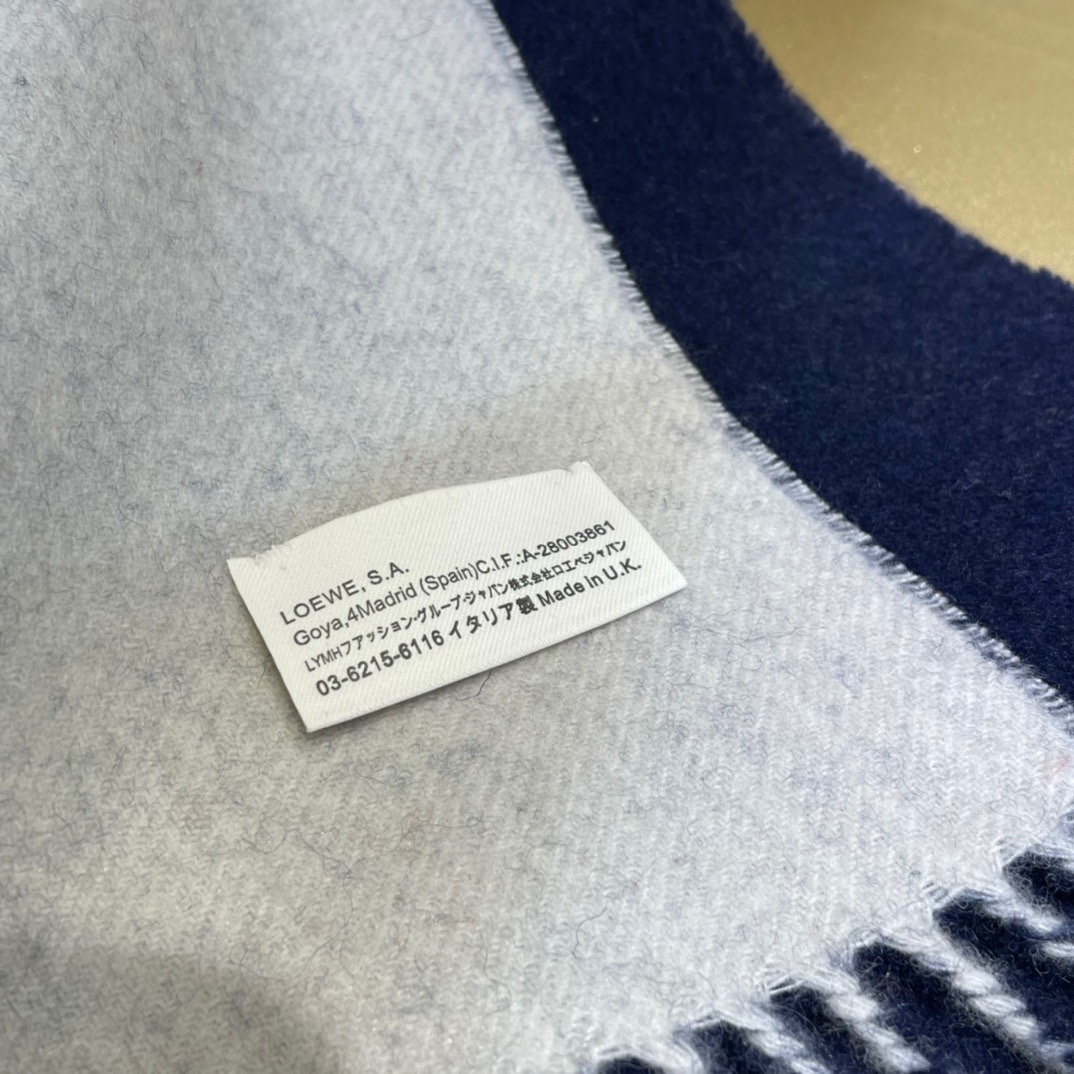 LOEWE, S.A.
Goya,4Madrid (Spain)C.I.F.:A-28003861
LYMHフアッション·グループ·ジャパン株式会社ロエベジャパン
03-6215-6116 イタリア製 Made in U.K.